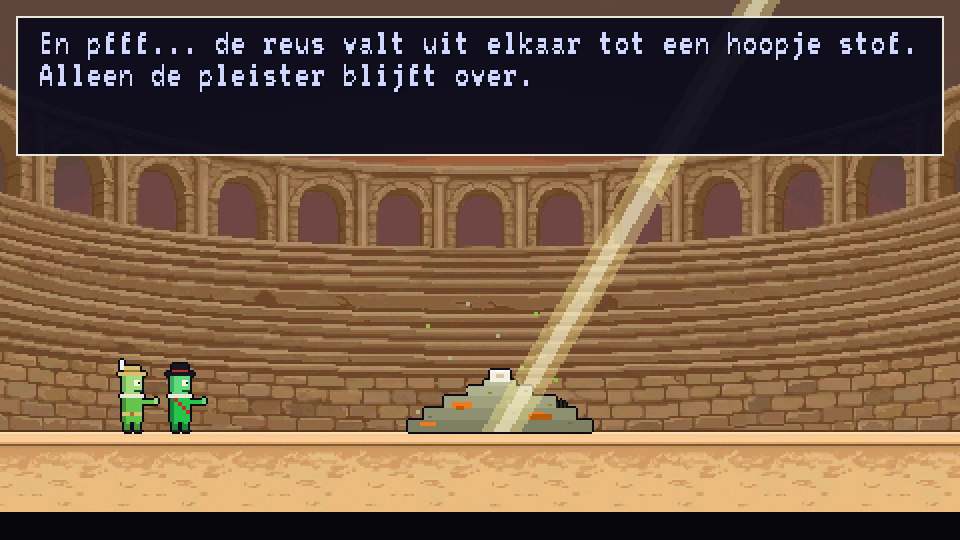 En pfff... de reus valt uit elkaar tot een hoopje stof.
Alleen de pleister blijft over.